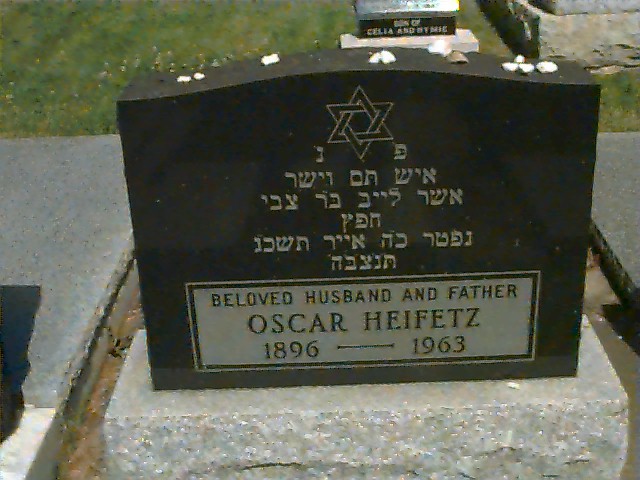 SON OF
CELIA AND HYMIE
פ נ
איש תם וישר
אשר לייב בר צבי
חפץ
נפטר כה אייר תשכג
תנצבה
BELOVED HUSBAND AND FATHER
OSCAR HEIFETZ
1896 — 1963